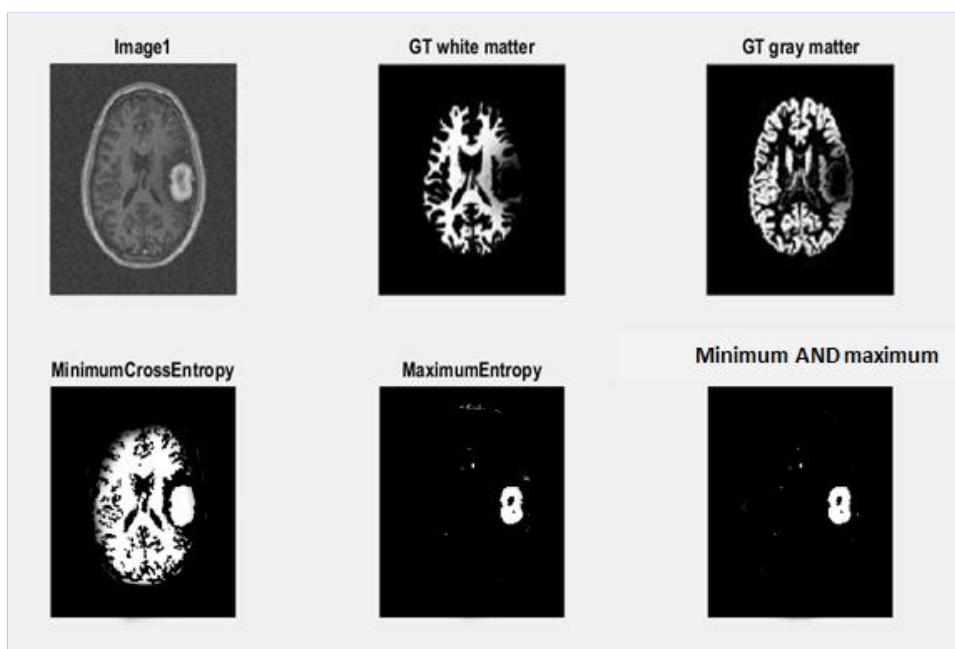 Image1
GT white matter
GT gray matter
MinimumCrossEntropy
MaximumEntropy
Minimum AND maximum